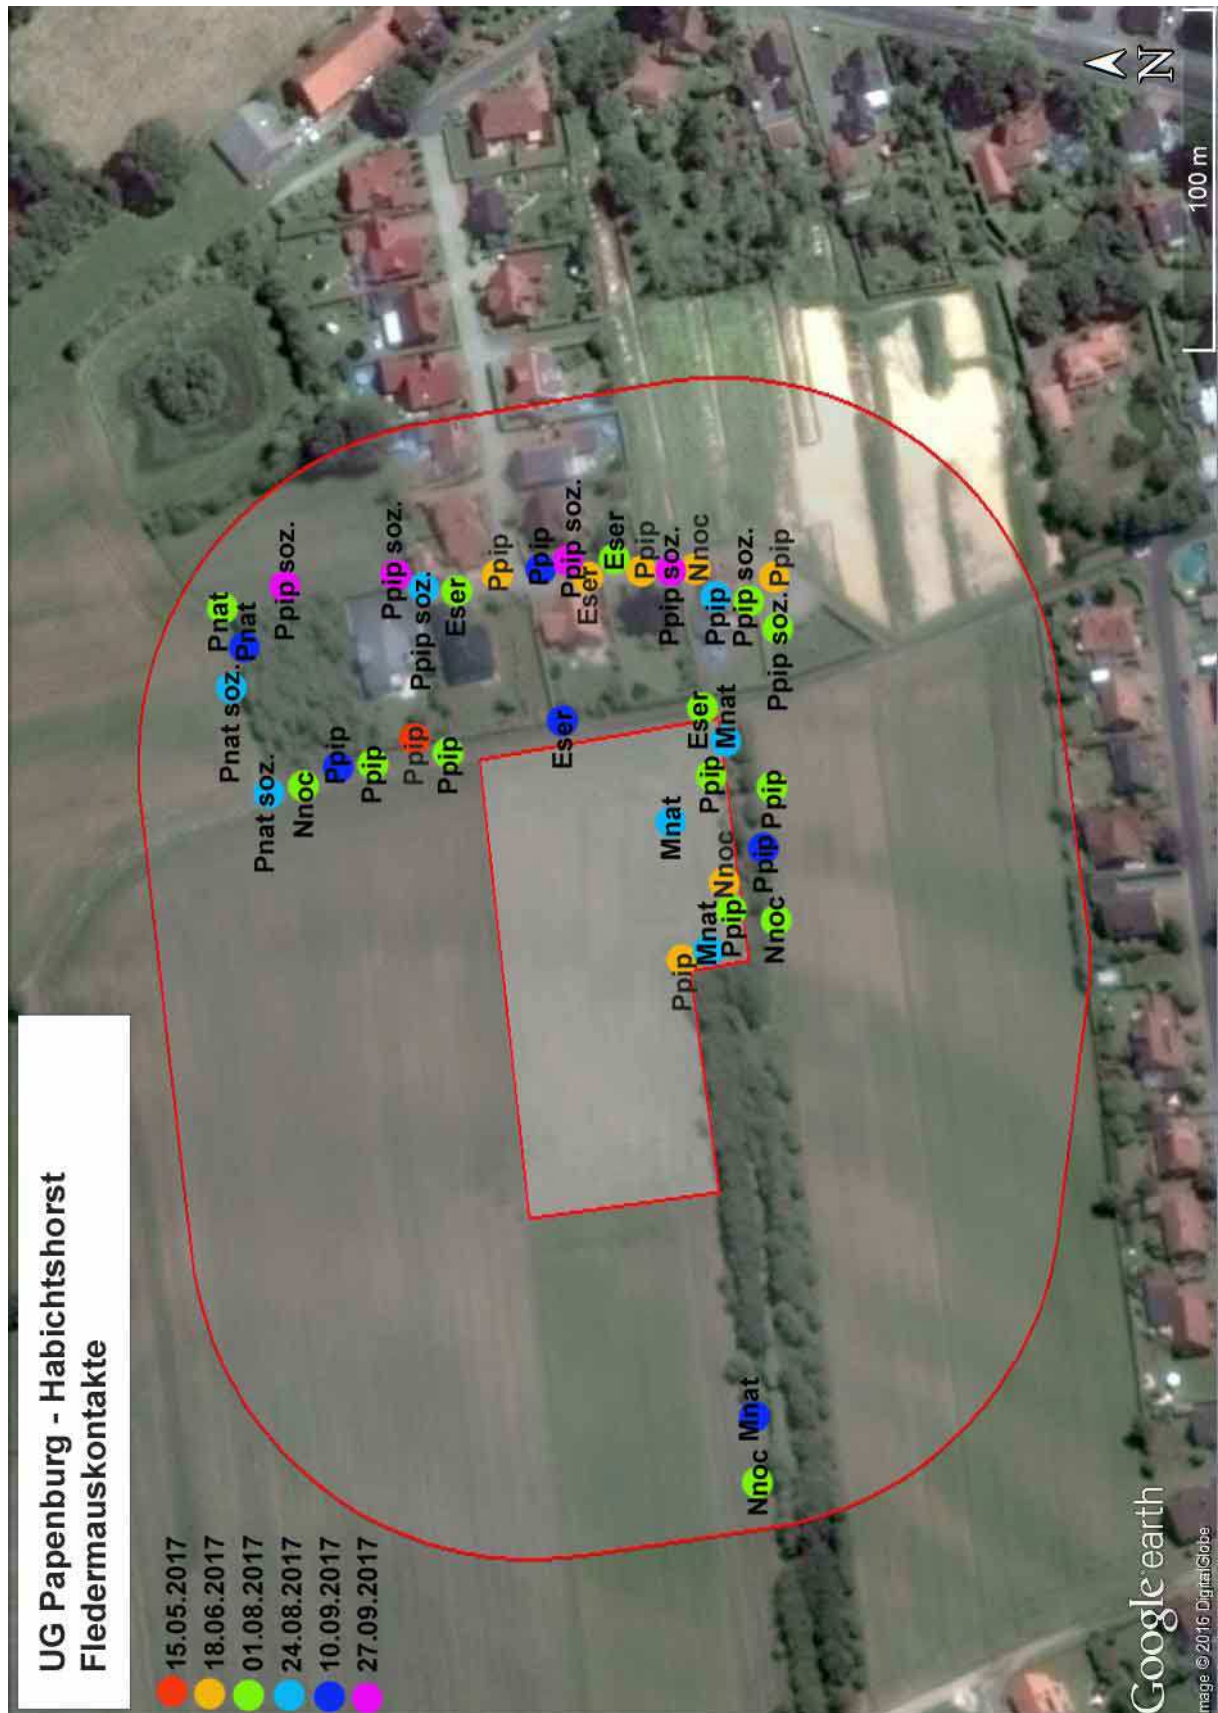 UG Papenburg - Habichtshorst
Fledermauskontakte
15.05.2017
18.06.2017
01.08.2017
24.08.2017
10.09.2017
27.09.2017
Pnat
Pnat soz.
Pnat
Pnat soz.
Ppip soz.
Nnoc
Ppip
Ppip
Ppip soz.
Ppip
Ppip soz.
Ppip
Eser
Ppip
Ppip
Eser
Ppip soz.
Eser
Eser
Ppip
Ppip soz.
Mnat
Ppip
Nnoc
Eser
Mnat
Ppip
Ppip
Nnoc
Mnat
Ppip
Ppip soz.
Nnoc
Mnat
Ppip
Ppip
Nnoc
Ppip soz.
Ppip
N
Google earth
mage © 2016 DigitalGlobe
100 m